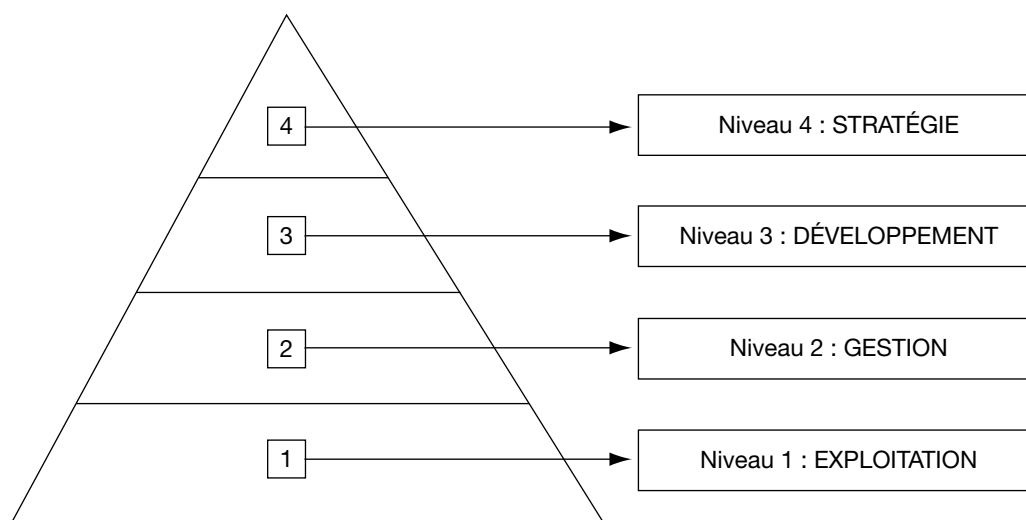 4
Niveau 4 : STRATÉGIE
3
Niveau 3 : DÉVELOPPEMENT
2
Niveau 2 : GESTION
1
Niveau 1 : EXPLOITATION